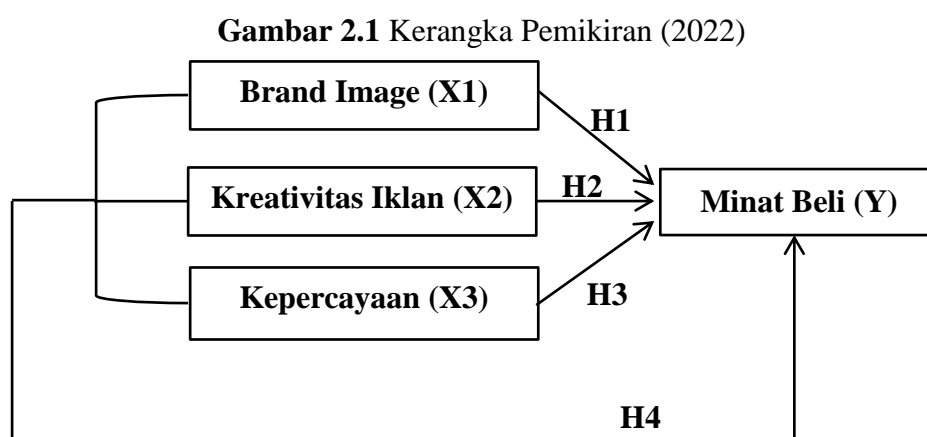 Gambar 2.1 Kerangka Pemikiran (2022)
Brand Image (X1)
H1
Kreativitas Iklan (X2)
H2
Minat Beli (Y)
Kepercayaan (X3)
H3
H4